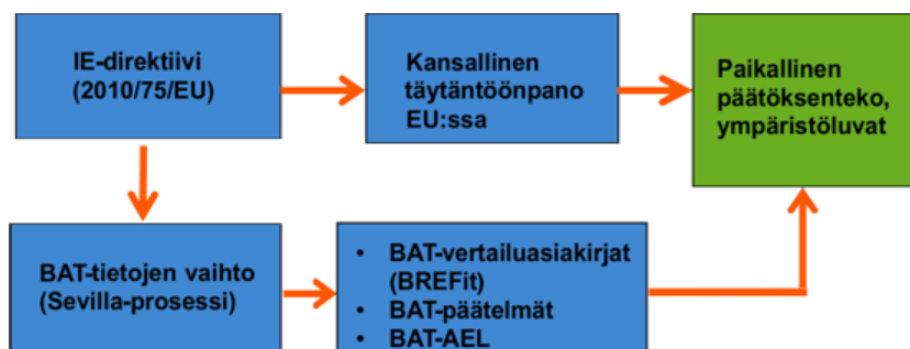 IE-direktiivi
(2010/75/EU)
Kansallinen
täytäntöönpano
EU:ssa
Paikallinen
päätöksenteko,
ympäristöluvat
BAT-tietojen vaihto
(Sevilla-prosessi)
• BAT-vertailuasiakirjat
(BREFit)
• BAT-päätelmät
• BAT-AEL